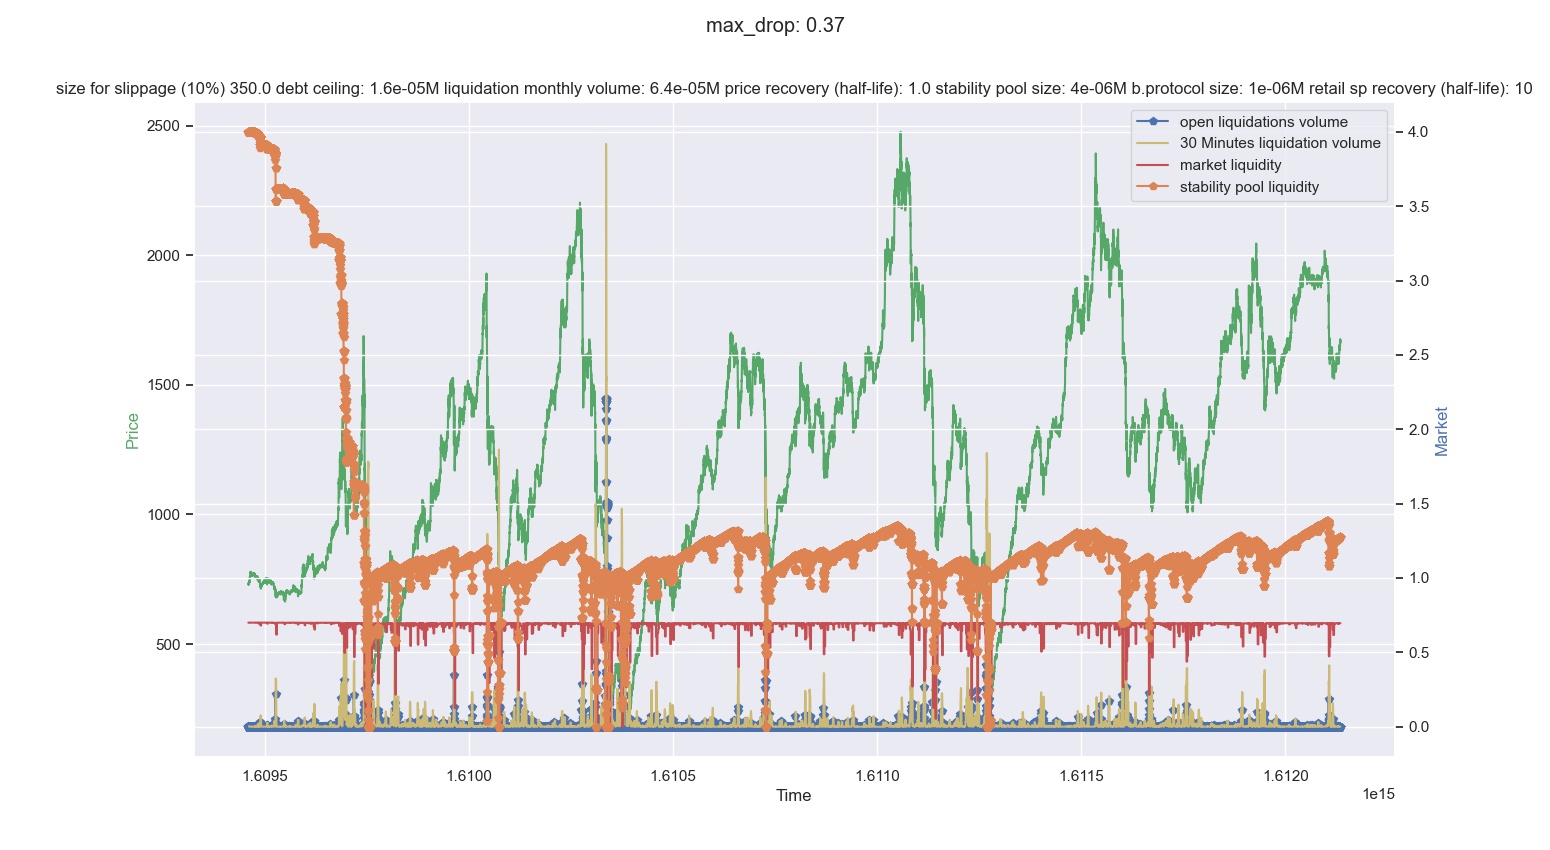 max_drop: 0.37
size for slippage (10%) 350.0 debt ceiling: 1.6e-05M liquidation monthly volume: 6.4e-05M price recovery (half-life): 1.0 stability pool size: 4e-06M b.protocol size: 1e-06M retail sp recovery (half-life): 10
open liquidations volume
30 Minutes liquidation volume
market liquidity
stability pool liquidity
2500
2000
1500
1000
500
Price
4.0
3.5
3.0
2.5
2.0
1.5
1.0
0.5
0.0
Market
1.6095
1.6100
1.6105
1.6110
1.6115
1.6120
Time
1e15